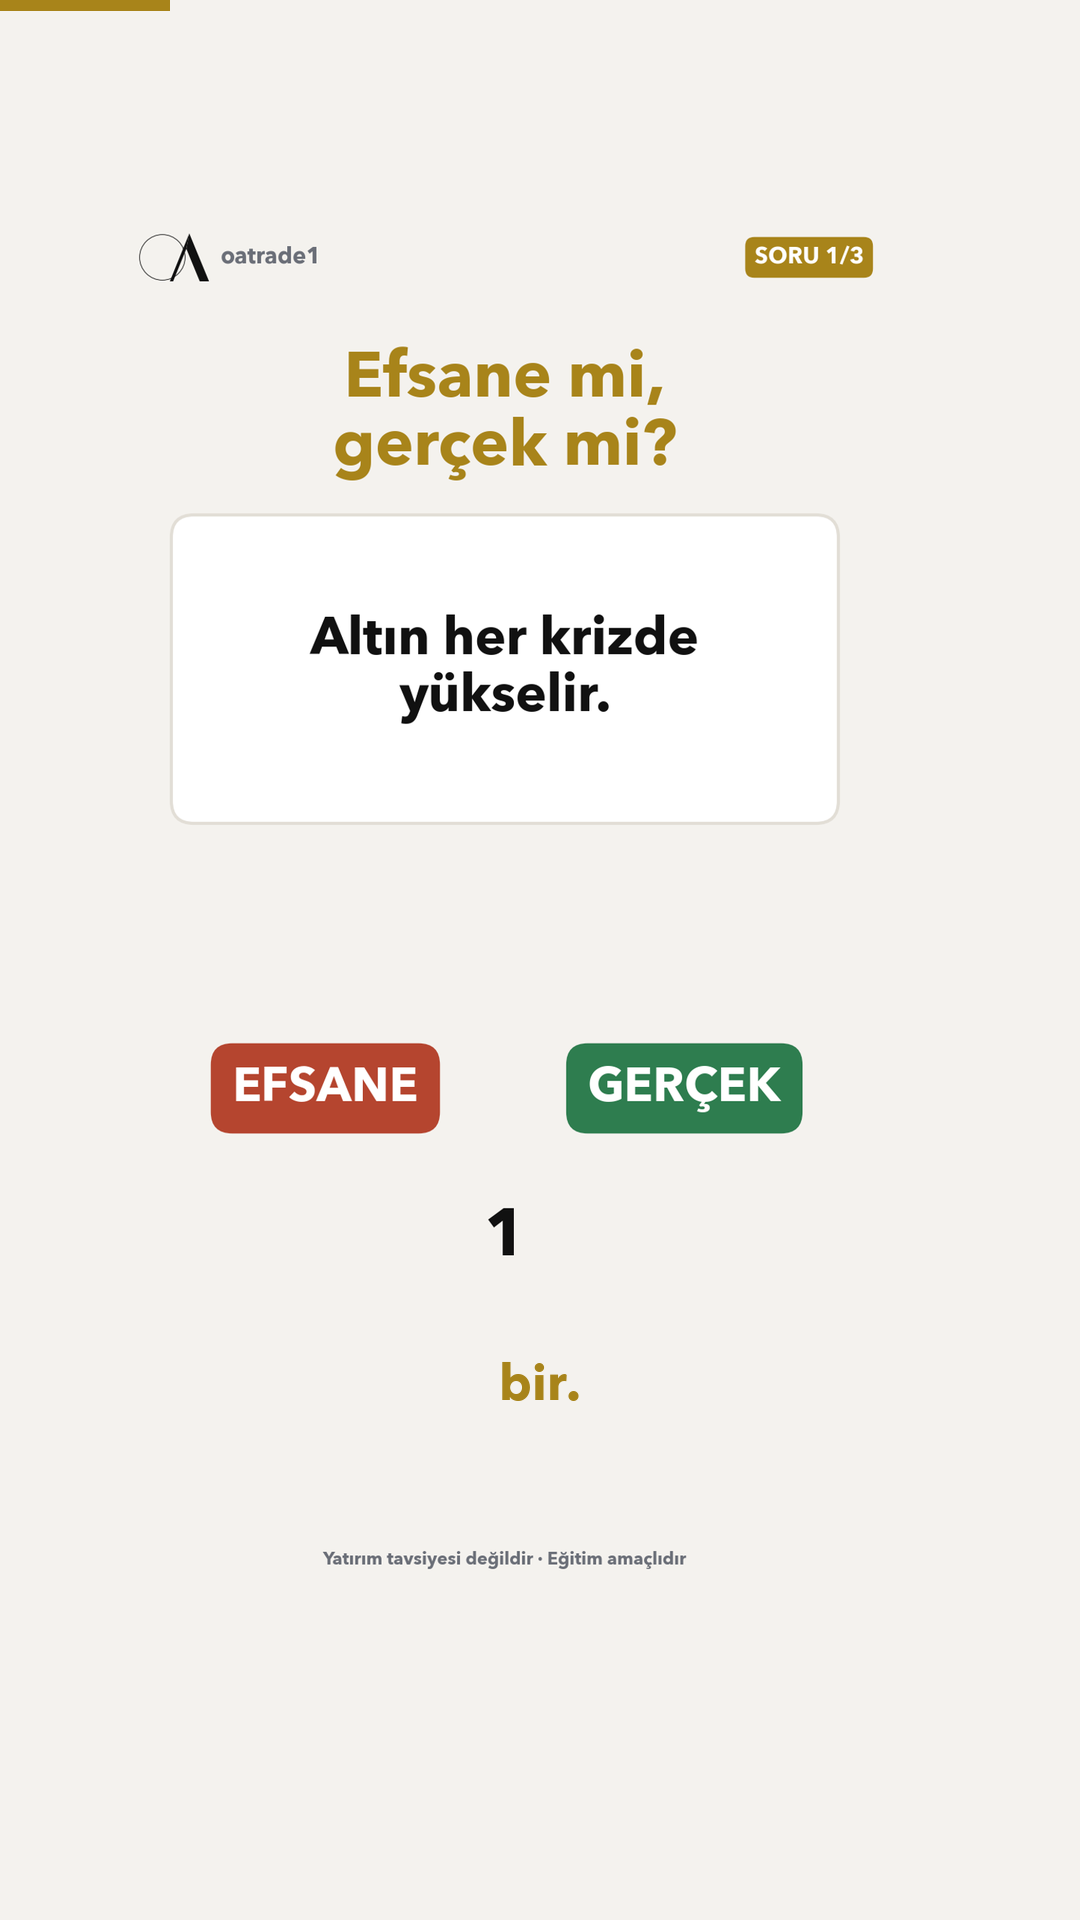 oatrade1
SORU 1/3
Efsane mi,
gerçek mi?
Altın her krizde
yükselir.
EFSANE
GERÇEK
1
bir.
Yatırım tavsiyesi değildir · Eğitim amaçlıdır